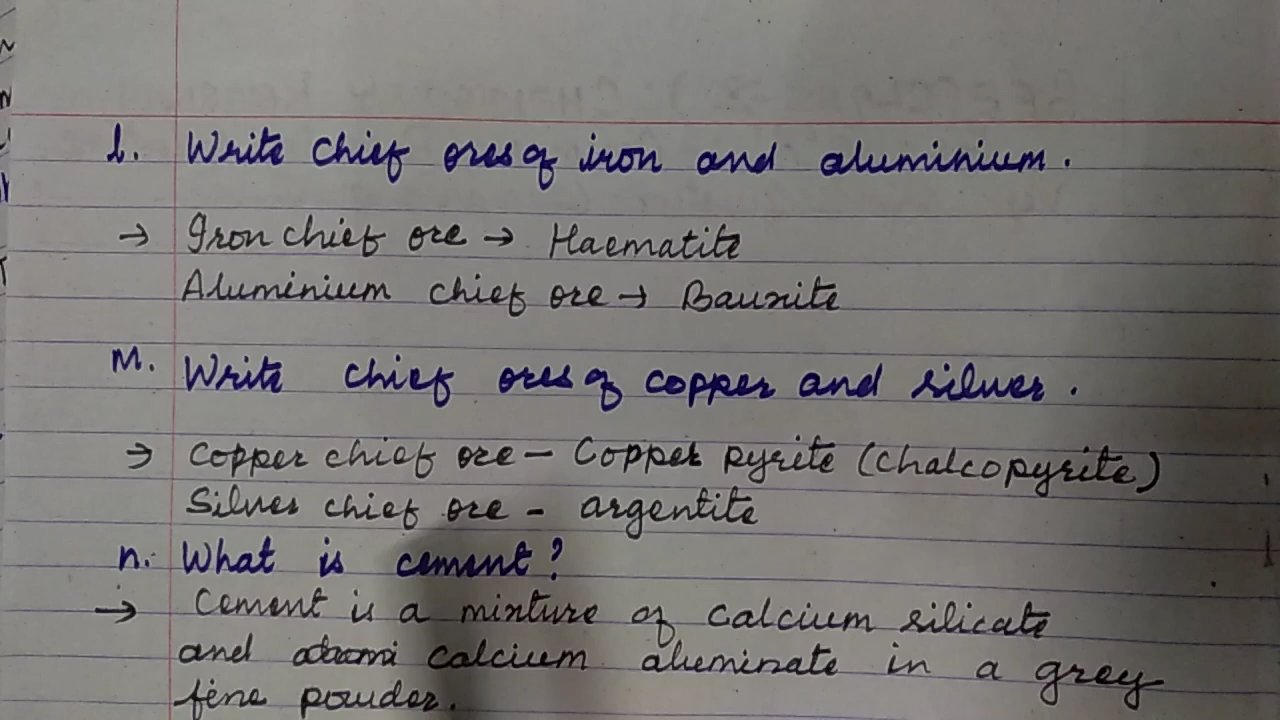 l. Write chief ores of iron and aluminium.
→ Iron chief ore → Haematite
Aluminium chief ore → Bauxite
M. Write chief ores of copper and silver.
→ Copper chief ore – Copper pyrite (chalcopyrite)
Silver chief ore - argentite
n. What is cement?
→ Cement is a mixture of calcium silicate
and calcium aluminate in a grey
fine powder.